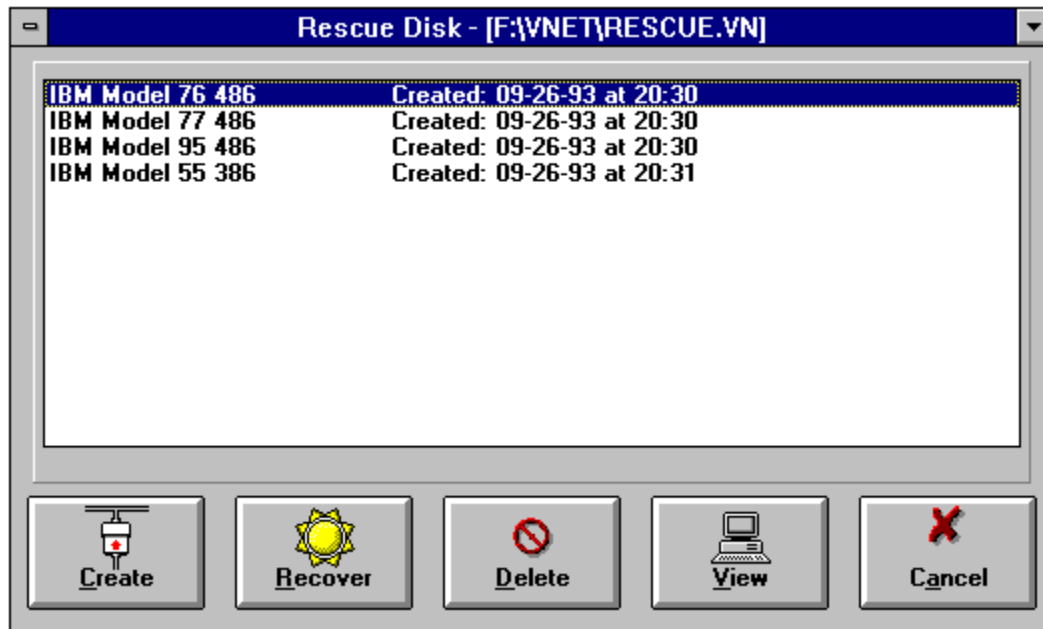 Rescue Disk - [F:\VNET\RESCUE.VN]
IBM Model 76 486 Created: 09-26-93 at 20:30
IBM Model 77 486 Created: 09-26-93 at 20:30
IBM Model 95 486 Created: 09-26-93 at 20:30
IBM Model 55 386 Created: 09-26-93 at 20:31
Create Recover Delete View Cancel